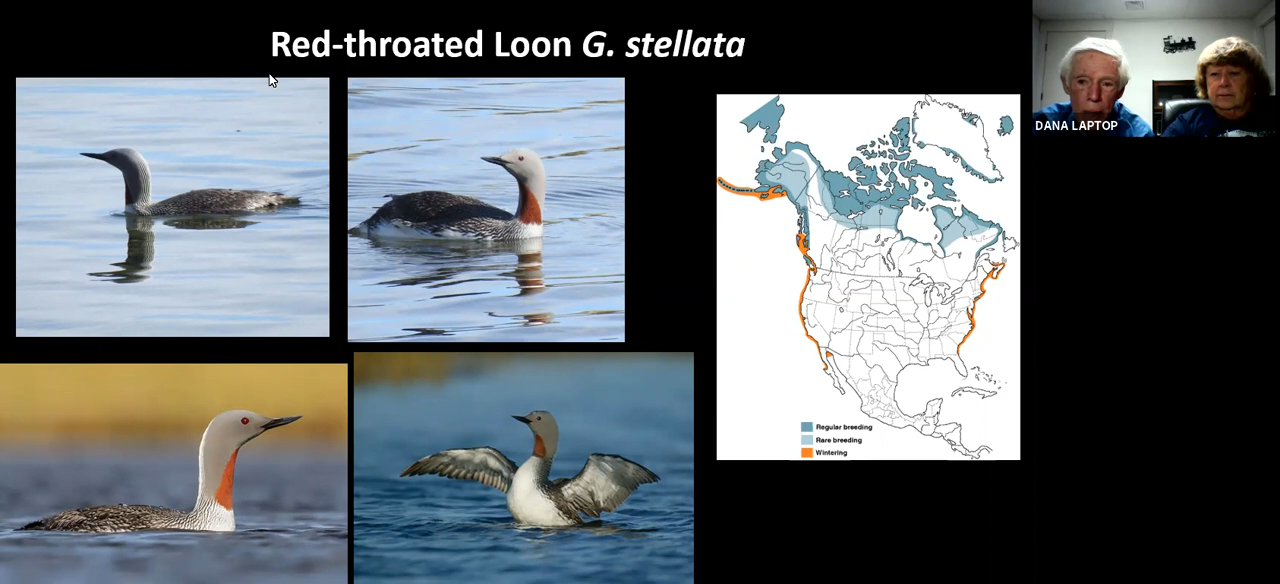 Red-throated Loon G. stellata
DANA LAPTOP
Regular breeding
Rare breeding
Wintering